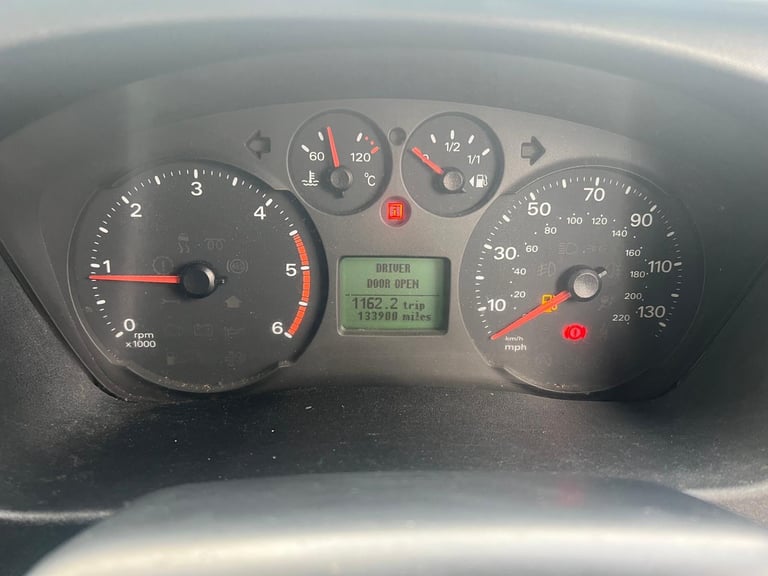 60 120
°C
0 1/2 1/1
0 1 2 3 4 5 6
rpm
x1000
DRIVER
DOOR OPEN
1162.2 trip
133900 miles
10 30 50 70 90 110 130
20 40 60 80 100 120 140 160 180 200 220
km/h
mph